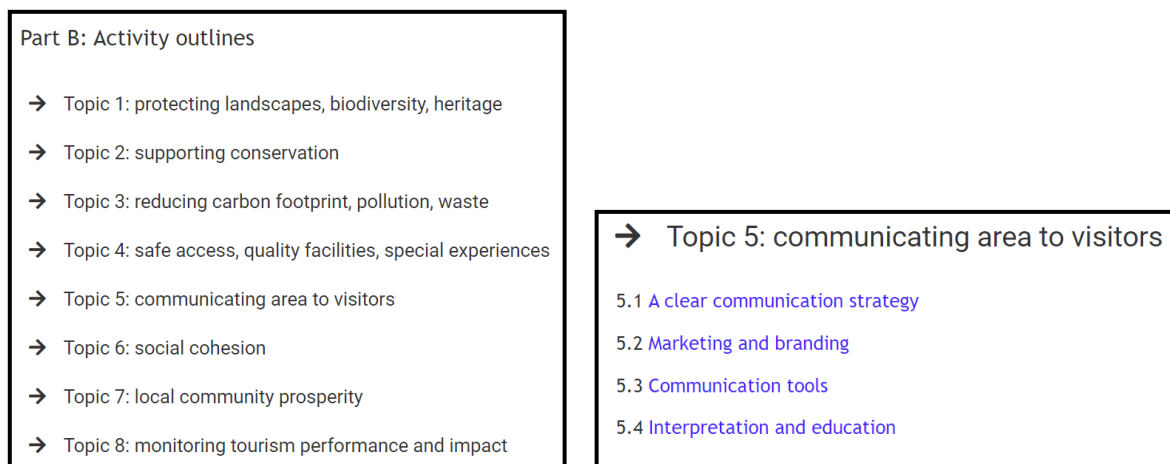 Part B: Activity outlines
→ Topic 1: protecting landscapes, biodiversity, heritage
→ Topic 2: supporting conservation
→ Topic 3: reducing carbon footprint, pollution, waste
→ Topic 4: safe access, quality facilities, special experiences
→ Topic 5: communicating area to visitors
→ Topic 6: social cohesion
→ Topic 7: local community prosperity
→ Topic 8: monitoring tourism performance and impact
→ Topic 5: communicating area to visitors
5.1 A clear communication strategy
5.2 Marketing and branding
5.3 Communication tools
5.4 Interpretation and education